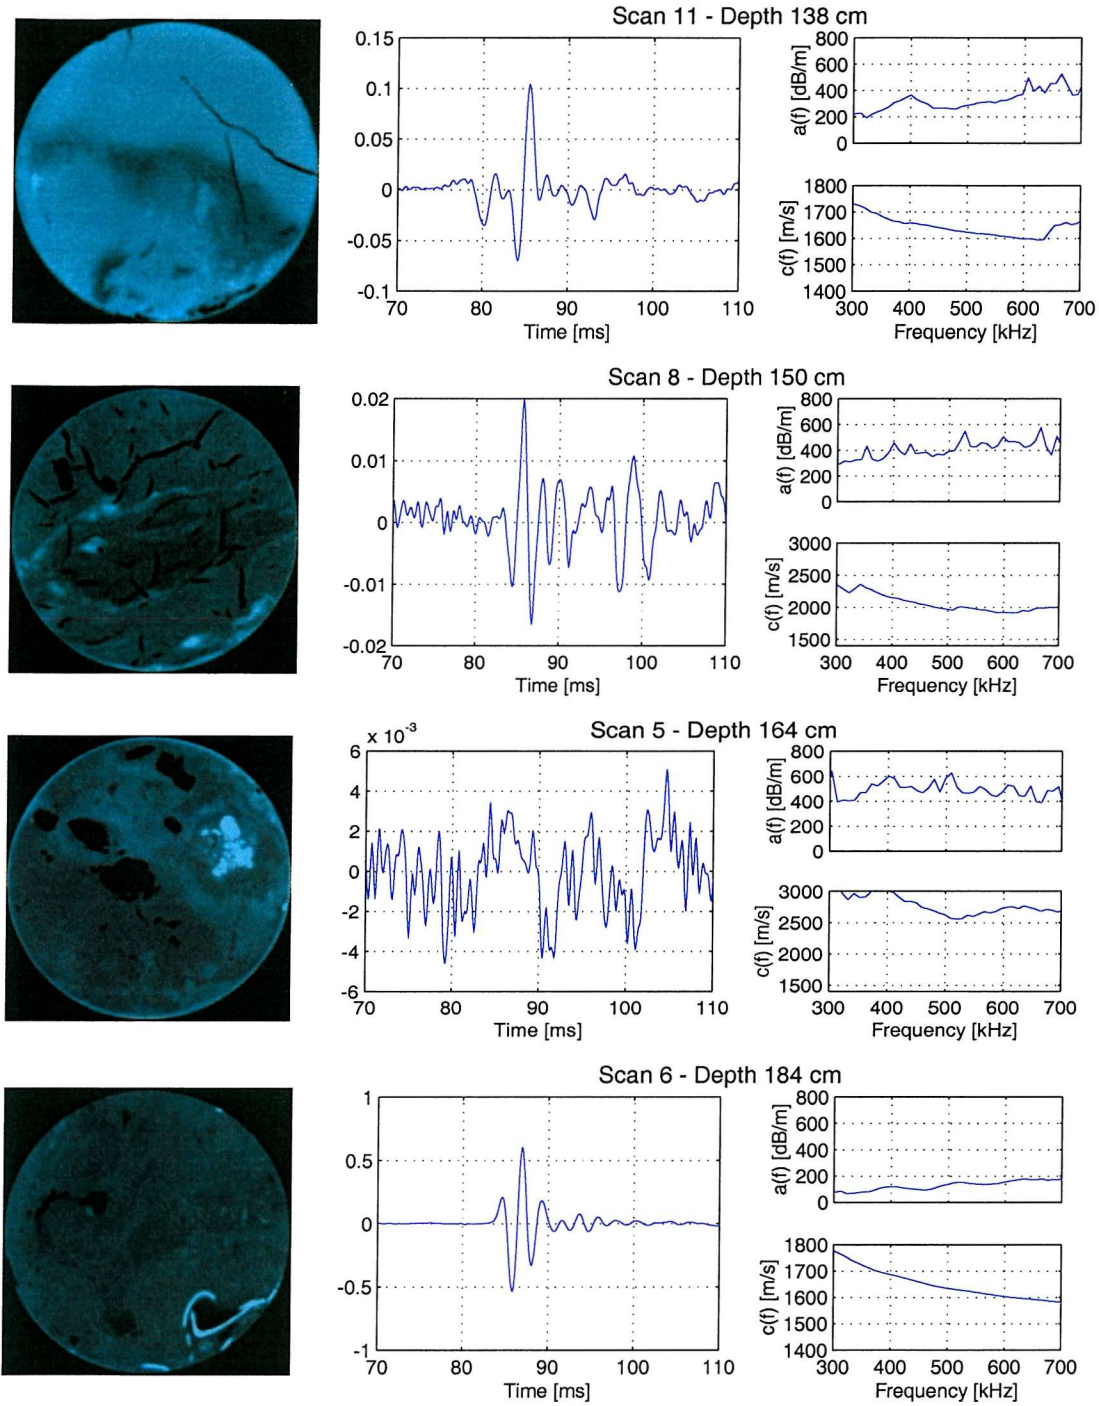 Scan 11 - Depth 138 cm
0.15
0.1
0.05
0
-0.05
-0.1
70 80 90 100 110
Time [ms]
a(f) [dB/m]
800
600
400
200
0
c(f) [m/s]
1800
1700
1600
1500
1400
300 400 500 600 700
Frequency [kHz]
Scan 8 - Depth 150 cm
0.02
0.01
0
-0.01
-0.02
70 80 90 100 110
Time [ms]
a(f) [dB/m]
800
600
400
200
0
c(f) [m/s]
3000
2500
2000
1500
300 400 500 600 700
Frequency [kHz]
Scan 5 - Depth 164 cm
x 10-3
6
4
2
0
-2
-4
-6
70 80 90 100 110
Time [ms]
a(f) [dB/m]
800
600
400
200
0
c(f) [m/s]
3000
2500
2000
1500
300 400 500 600 700
Frequency [kHz]
Scan 6 - Depth 184 cm
1
0.5
0
-0.5
-1
70 80 90 100 110
Time [ms]
a(f) [dB/m]
800
600
400
200
0
c(f) [m/s]
1800
1700
1600
1500
1400
300 400 500 600 700
Frequency [kHz]